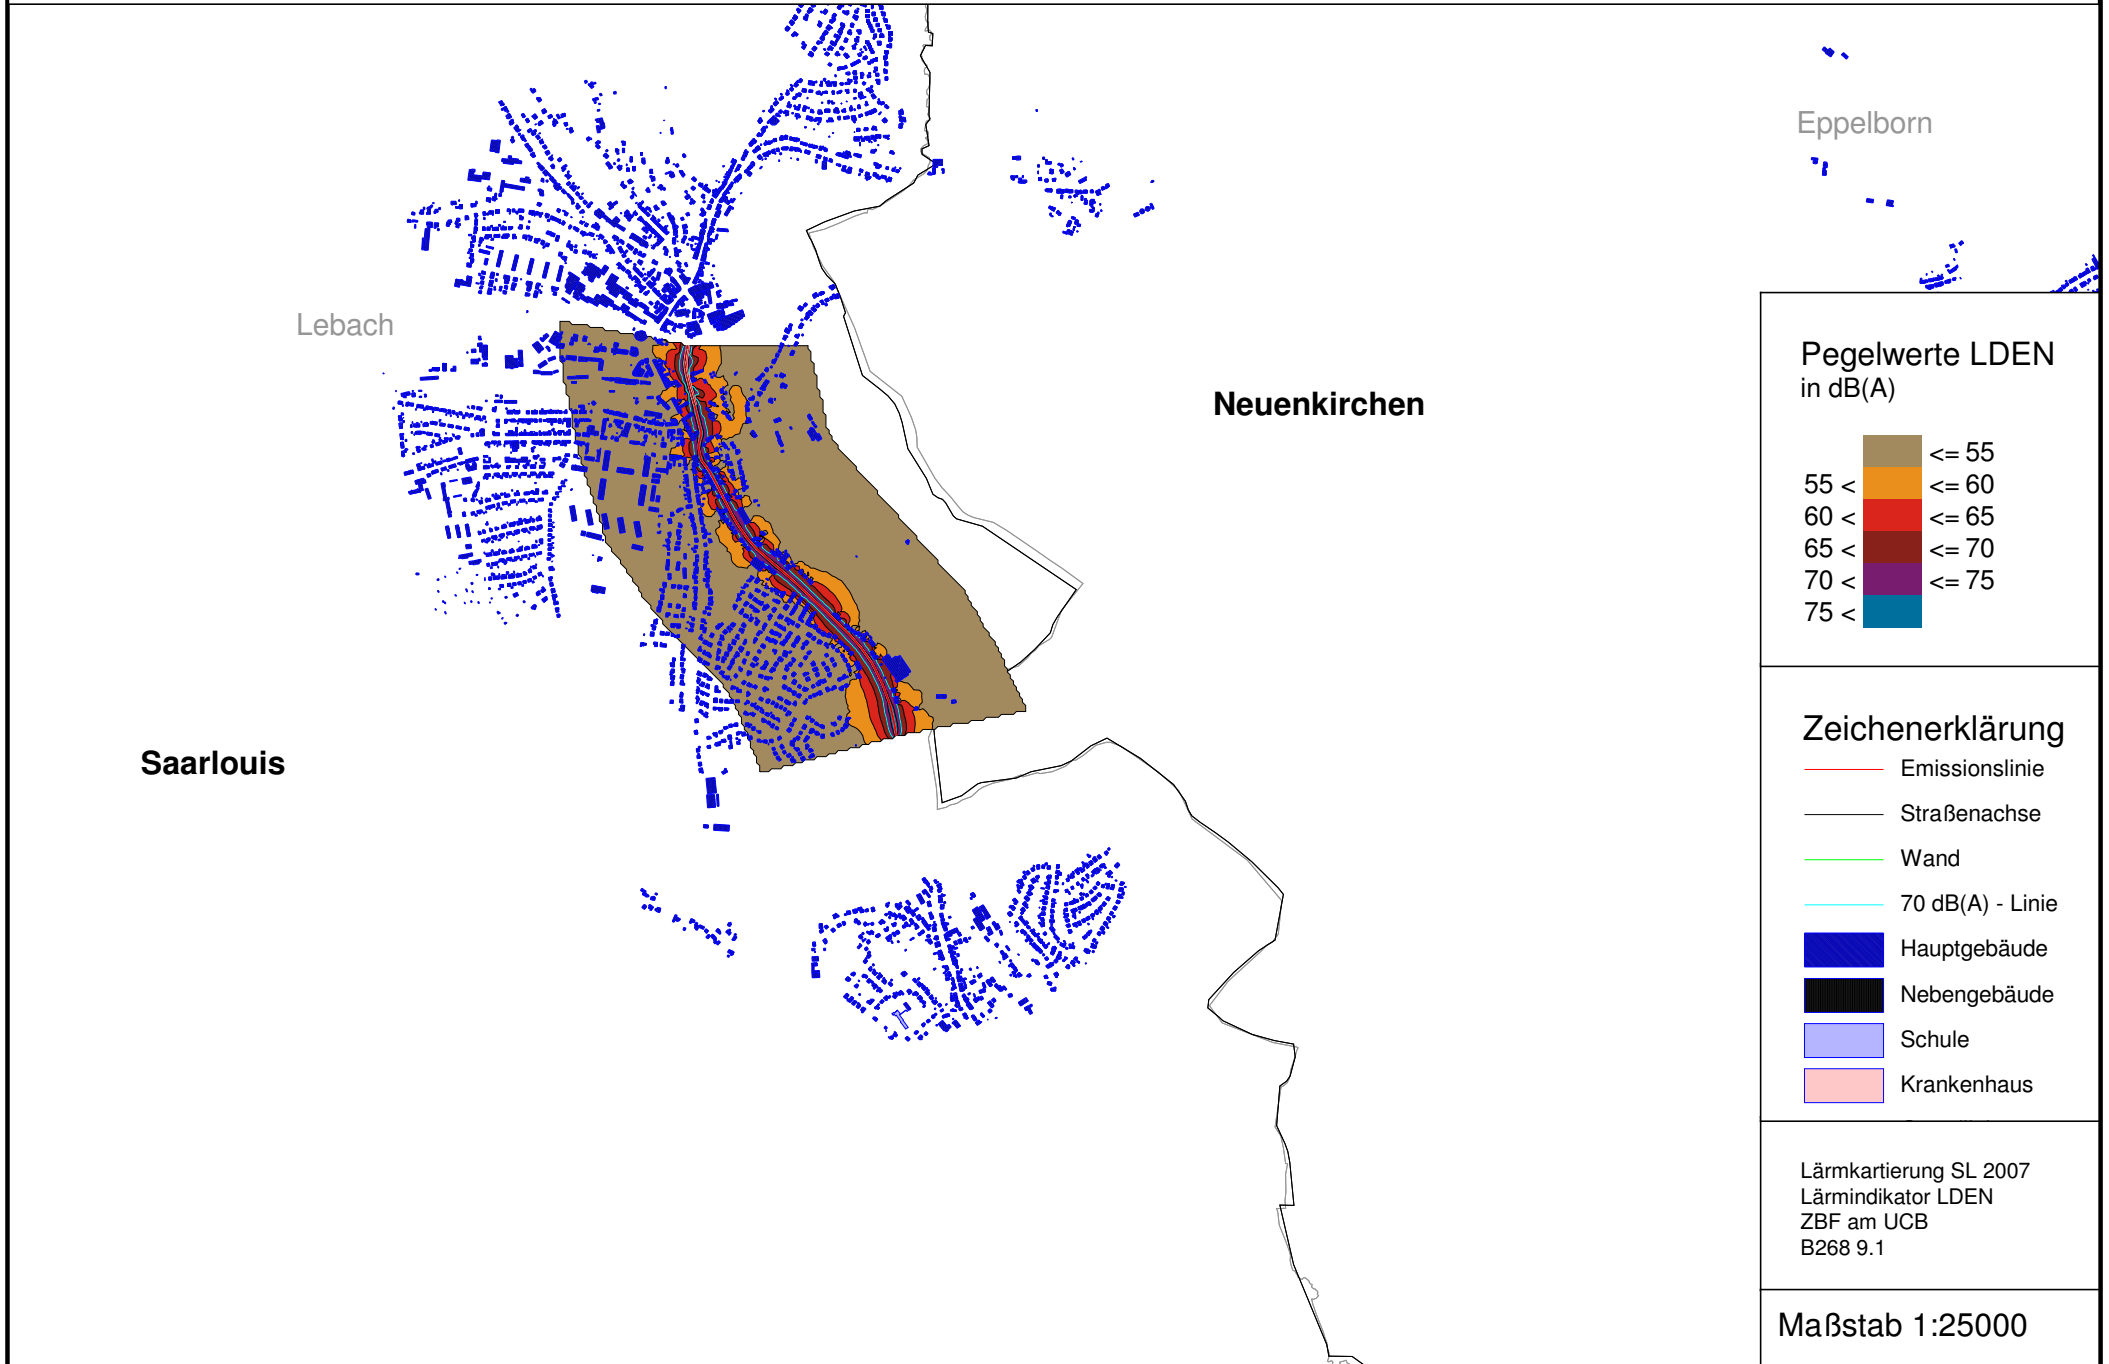 Eppelborn
Lebach
Neuenkirchen
Saarlouis
Pegelwerte LDEN
in dB(A)
<= 55
55 < <= 60
60 < <= 65
65 < <= 70
70 < <= 75
75 <
Zeichenerklärung
Emissionslinie
Straßenachse
Wand
70 dB(A) - Linie
Hauptgebäude
Nebengebäude
Schule
Krankenhaus
Lärmkartierung SL 2007
Lärmindikator LDEN
ZBF am UCB
B268 9.1
Maßstab 1:25000